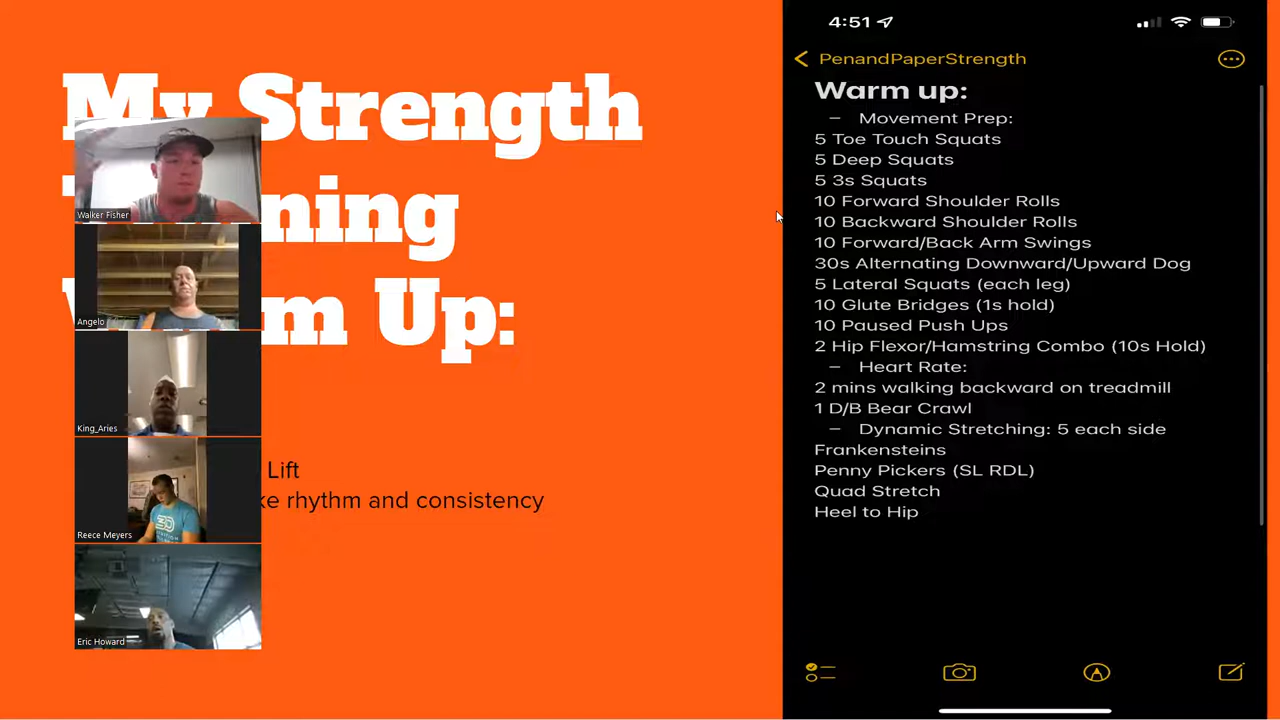 My Strength
ning
m Up:
Lift
ke rhythm and consistency
Walker Fisher
Angelo
King_Aries
Reece Meyers
Eric Howard
4:51
PenandPaperStrength
Warm up:
– Movement Prep:
5 Toe Touch Squats
5 Deep Squats
5 3s Squats
10 Forward Shoulder Rolls
10 Backward Shoulder Rolls
10 Forward/Back Arm Swings
30s Alternating Downward/Upward Dog
5 Lateral Squats (each leg)
10 Glute Bridges (1s hold)
10 Paused Push Ups
2 Hip Flexor/Hamstring Combo (10s Hold)
– Heart Rate:
2 mins walking backward on treadmill
1 D/B Bear Crawl
– Dynamic Stretching: 5 each side
Frankensteins
Penny Pickers (SL RDL)
Quad Stretch
Heel to Hip